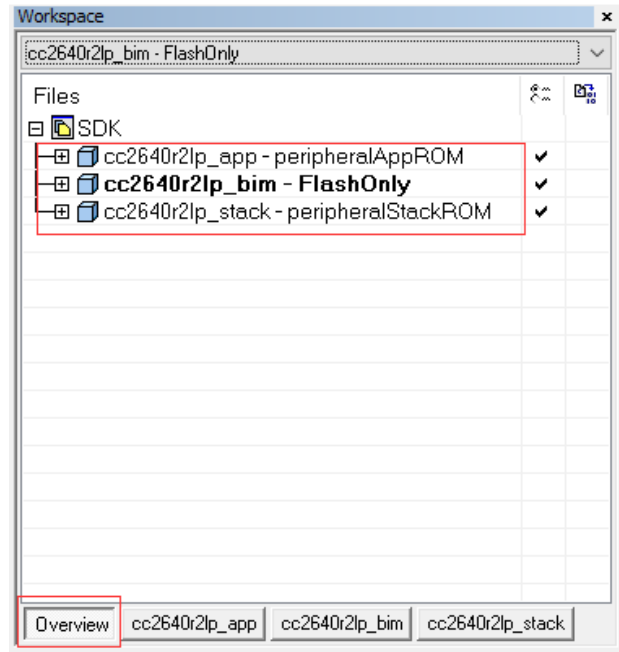 Workspace
cc2640r2lp_bim - FlashOnly
Files
SDK
cc2640r2lp_app - peripheralAppROM
cc2640r2lp_bim - FlashOnly
cc2640r2lp_stack - peripheralStackROM
Overview cc2640r2lp_app cc2640r2lp_bim cc2640r2lp_stack